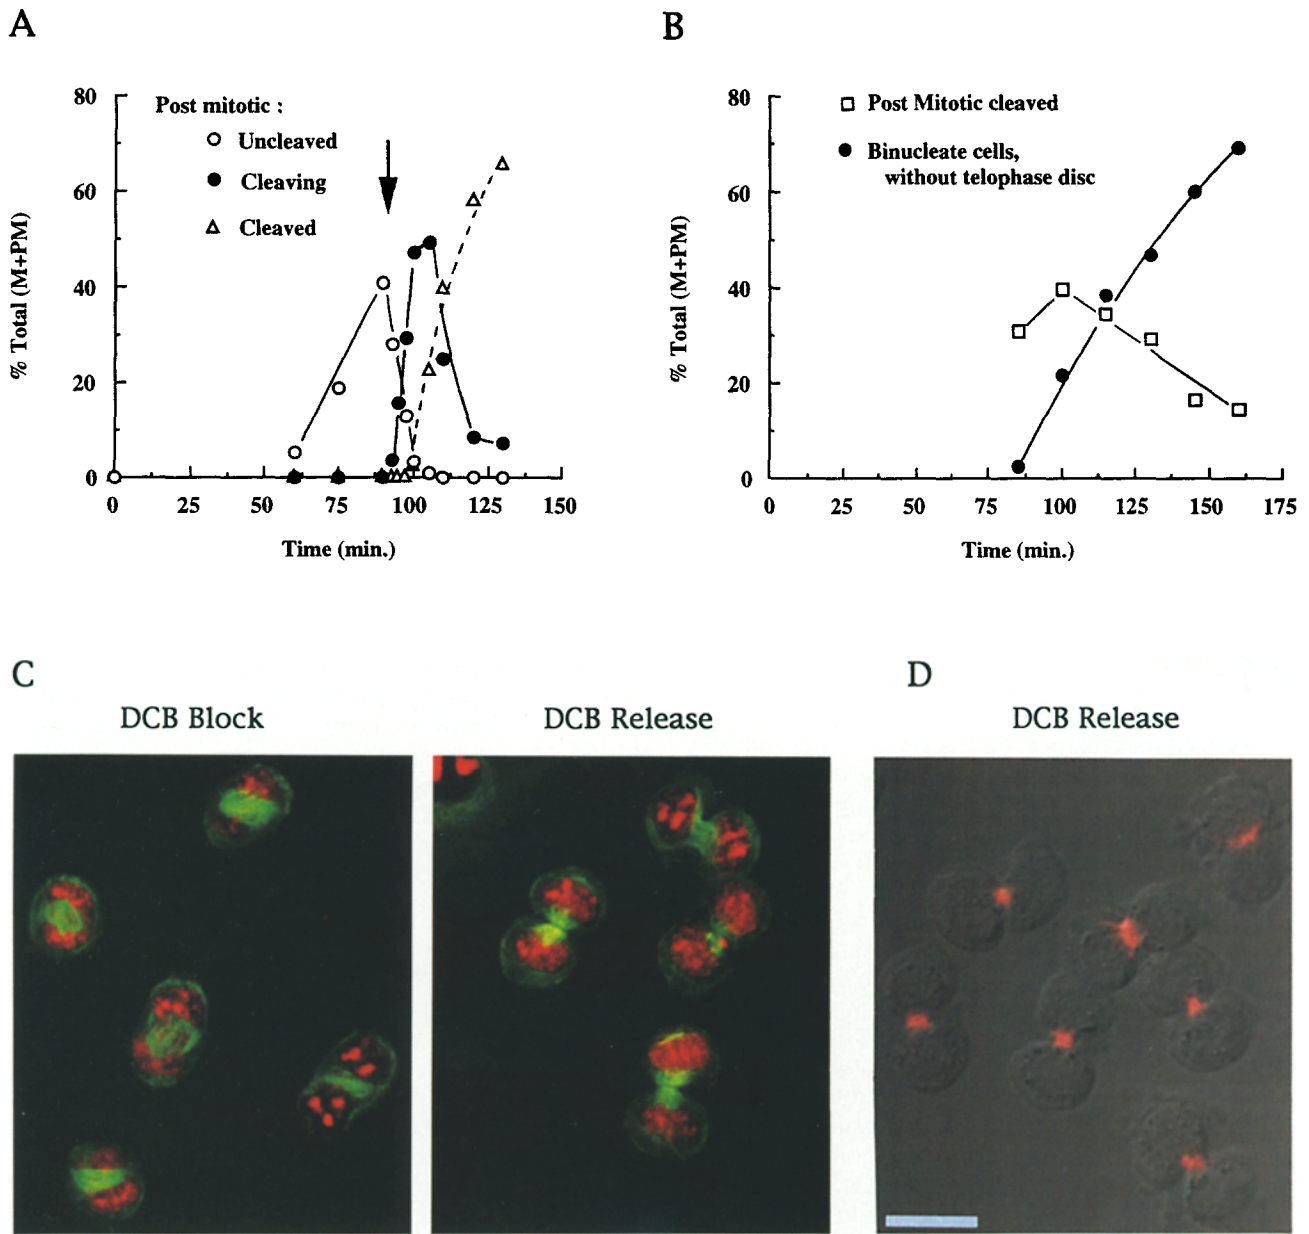 A
B
80
60
40
20
0
% Total (M+PM)
Post mitotic :
Uncleaved
Cleaving
Cleaved
0 25 50 75 100 125 150
Time (min.)
80
60
40
20
0
% Total (M+PM)
Post Mitotic cleaved
Binucleate cells,
without telophase disc
0 25 50 75 100 125 150 175
Time (min.)
C
D
DCB Block
DCB Release
DCB Release